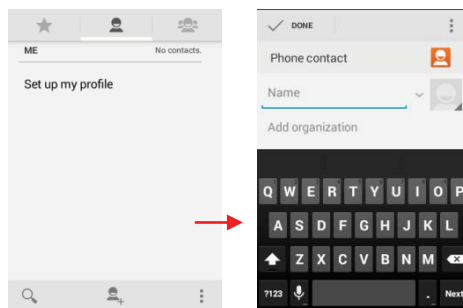 ME No contacts.
Set up my profile
DONE
Phone contact
Name
Add organization
Q W E R T Y U I O P
A S D F G H J K L
Z X C V B N M
?123 . Next